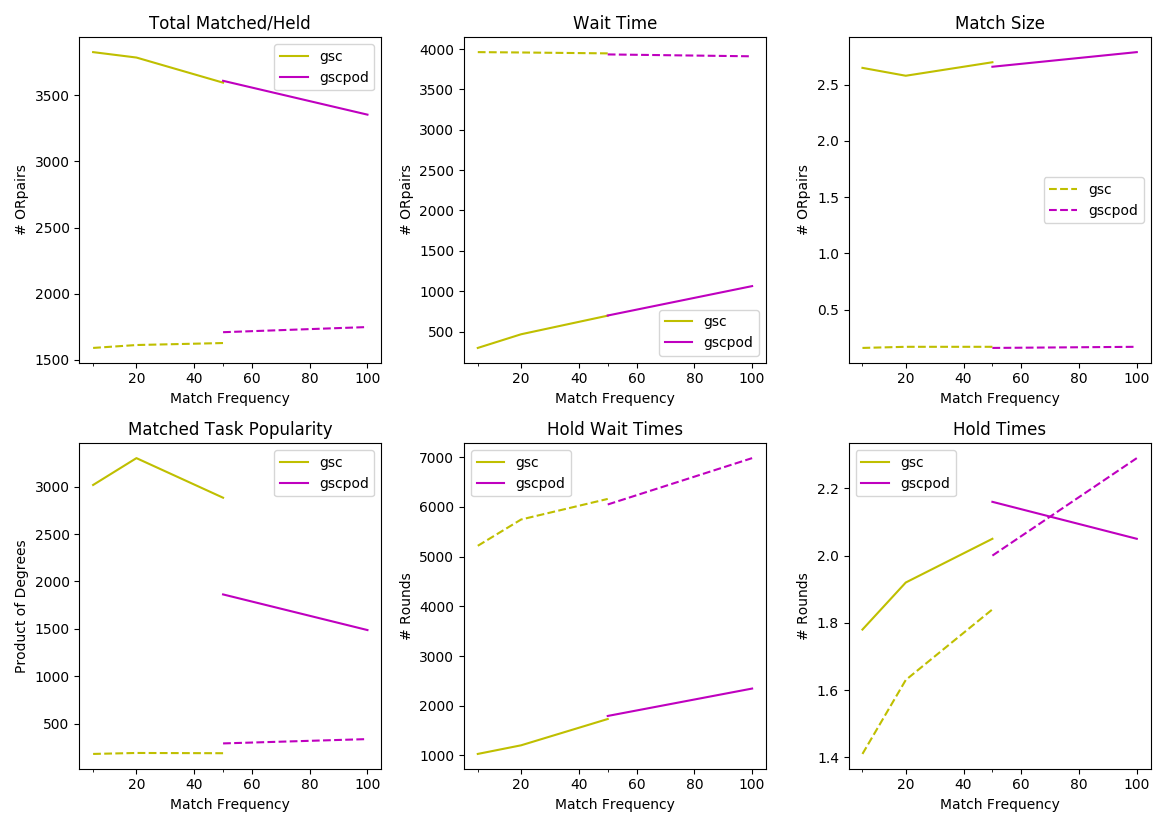 Total Matched/Held
# ORpairs
3500
3000
2500
2000
1500
20 40 60 80 100
Match Frequency
gsc
gscpod
Wait Time
# ORpairs
4000
3500
3000
2500
2000
1500
1000
500
20 40 60 80 100
Match Frequency
gsc
gscpod
Match Size
# ORpairs
2.5
2.0
1.5
1.0
0.5
20 40 60 80 100
Match Frequency
gsc
gscpod
Matched Task Popularity
Product of Degrees
3000
2500
2000
1500
1000
500
20 40 60 80 100
Match Frequency
gsc
gscpod
Hold Wait Times
# Rounds
7000
6000
5000
4000
3000
2000
1000
20 40 60 80 100
Match Frequency
gsc
gscpod
Hold Times
# Rounds
2.2
2.0
1.8
1.6
1.4
20 40 60 80 100
Match Frequency
gsc
gscpod